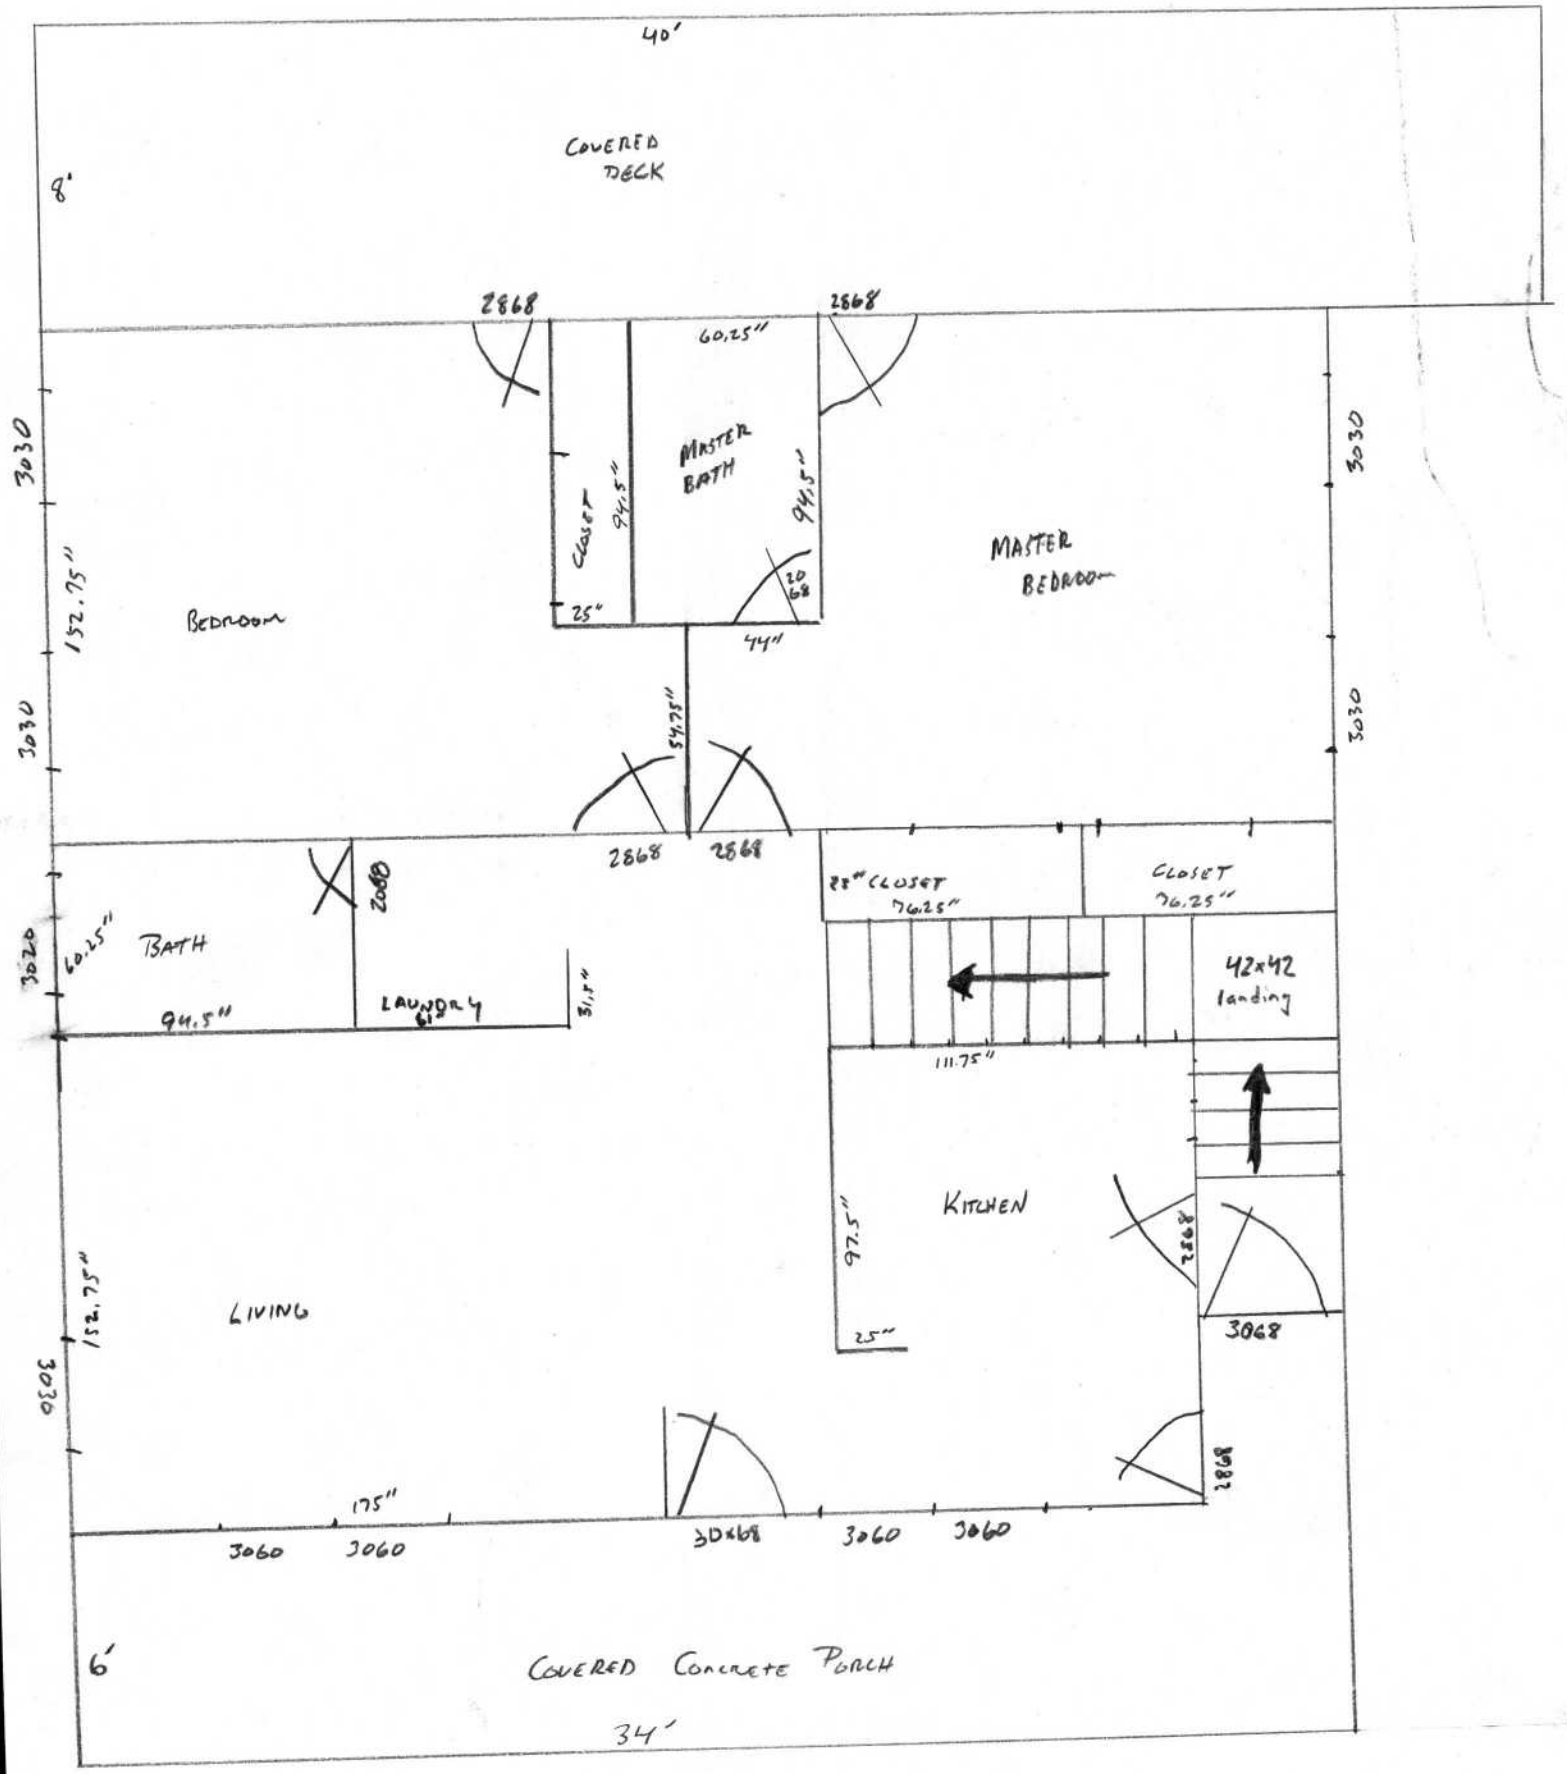 40'
COVERED
DECK
8'
2868
2868
60.25"
3030
MASTER
BATH
94.5"
CLOSET
94.5"
3030
152.75"
BEDROOM
25"
20
68
44"
MASTER
BEDROOM
3030
54.75"
3030
2868
2868
2068
CLOSET
76.25"
CLOSET
76.25"
3020
60.25"
BATH
94.5"
LAUNDRY
61"
31.5"
42x42
landing
111.75"
KITCHEN
97.5"
2868
25"
3068
LIVING
152.75"
3030
175"
3060
3060
30x68
3060
3060
2868
6'
COVERED CONCRETE PORCH
34'